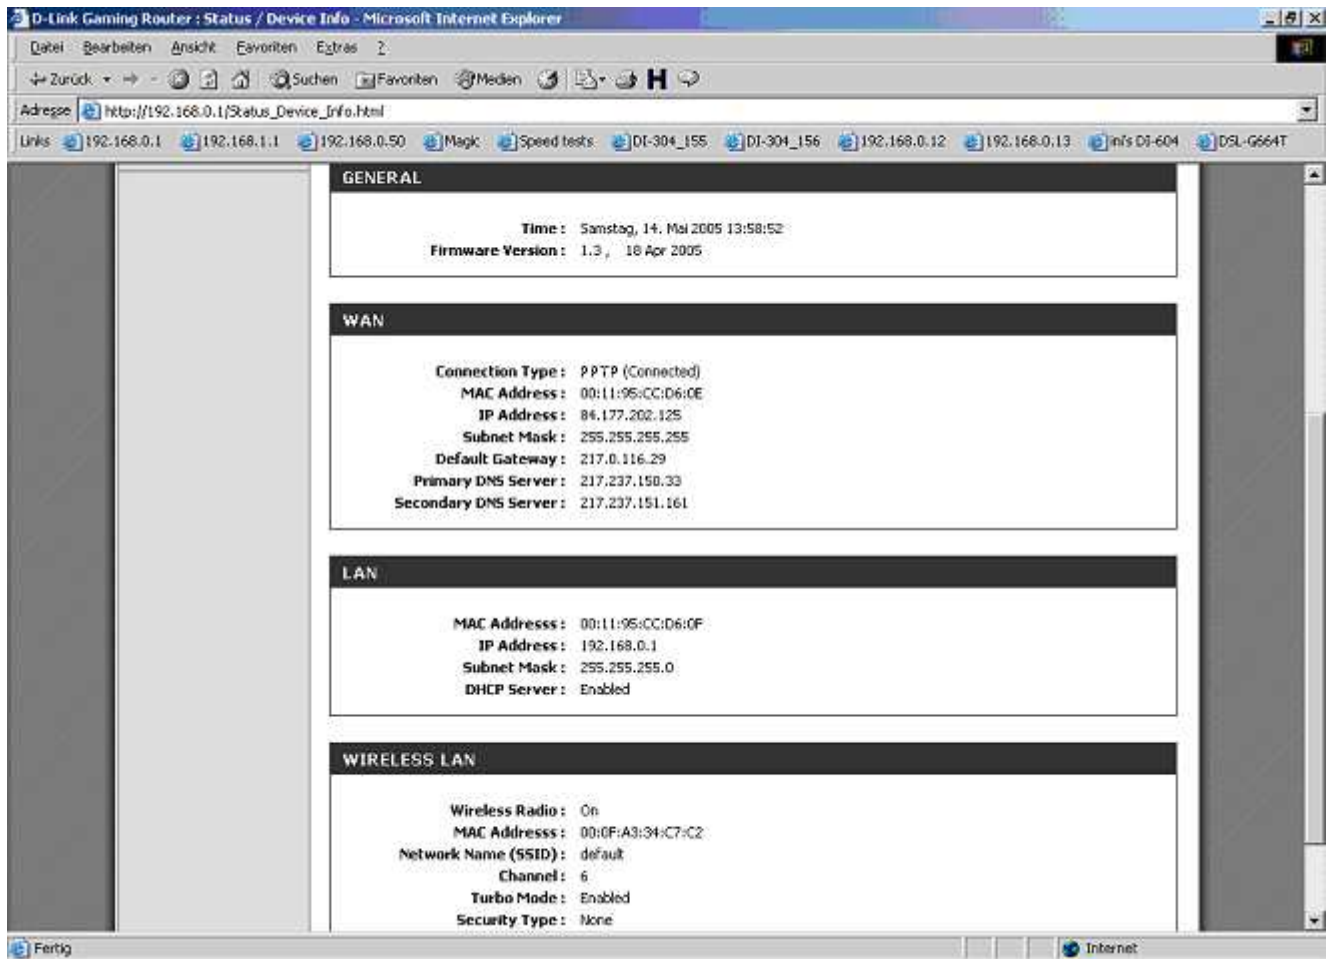 D-Link Gaming Router : Status / Device Info - Microsoft Internet Explorer
Datei Bearbeiten Ansicht Favoriten Extras ?
Zurück Suchen Favoriten Medien H
Adresse http://192.168.0.1/Status_Device_Info.html
Links 192.168.0.1 192.168.1.1 192.168.0.50 Magic Speed tests DI-304_155 DI-304_156 192.168.0.12 192.168.0.13 DI-604 DSL-G664T
GENERAL
Time : Samstag, 14. Mai 2005 13:58:52
Firmware Version : 1.3 , 18 Apr 2005
WAN
Connection Type : PPTP (Connected)
MAC Address : 00:11:95:CC:D6:0E
IP Address : 84.177.202.125
Subnet Mask : 255.255.255.255
Default Gateway : 217.0.116.29
Primary DNS Server : 217.237.150.33
Secondary DNS Server : 217.237.151.161
LAN
MAC Addresss : 00:11:95:CC:D6:0F
IP Address : 192.168.0.1
Subnet Mask : 255.255.255.0
DHCP Server : Enabled
WIRELESS LAN
Wireless Radio : On
MAC Addresss : 00:0F:A3:34:C7:C2
Network Name (SSID) : default
Channel : 6
Turbo Mode : Enabled
Security Type : None
Fertig Internet